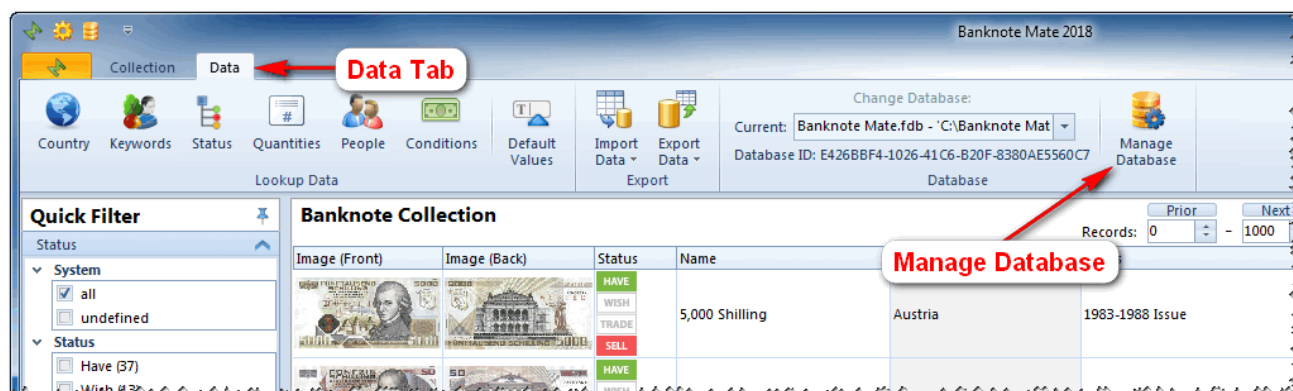 Banknote Mate 2018
Collection Data Data Tab
Change Database:
Current: Banknote Mate.fdb - 'C:\Banknote Mat
Database ID: E426BBF4-1026-41C6-B20F-8380AE5560C7
Country Keywords Status Quantities People Conditions Default Values Import Data Export Data Manage Database
Lookup Data Export Database
Quick Filter Banknote Collection Prior Next
Status Records: 0 - 1000
Manage Database
Image (Front) Image (Back) Status Name
System
all
undefined
HAVE
WISH
TRADE
SELL
5,000 Shilling Austria 1983-1988 Issue
Status
Have (37)
HAVE